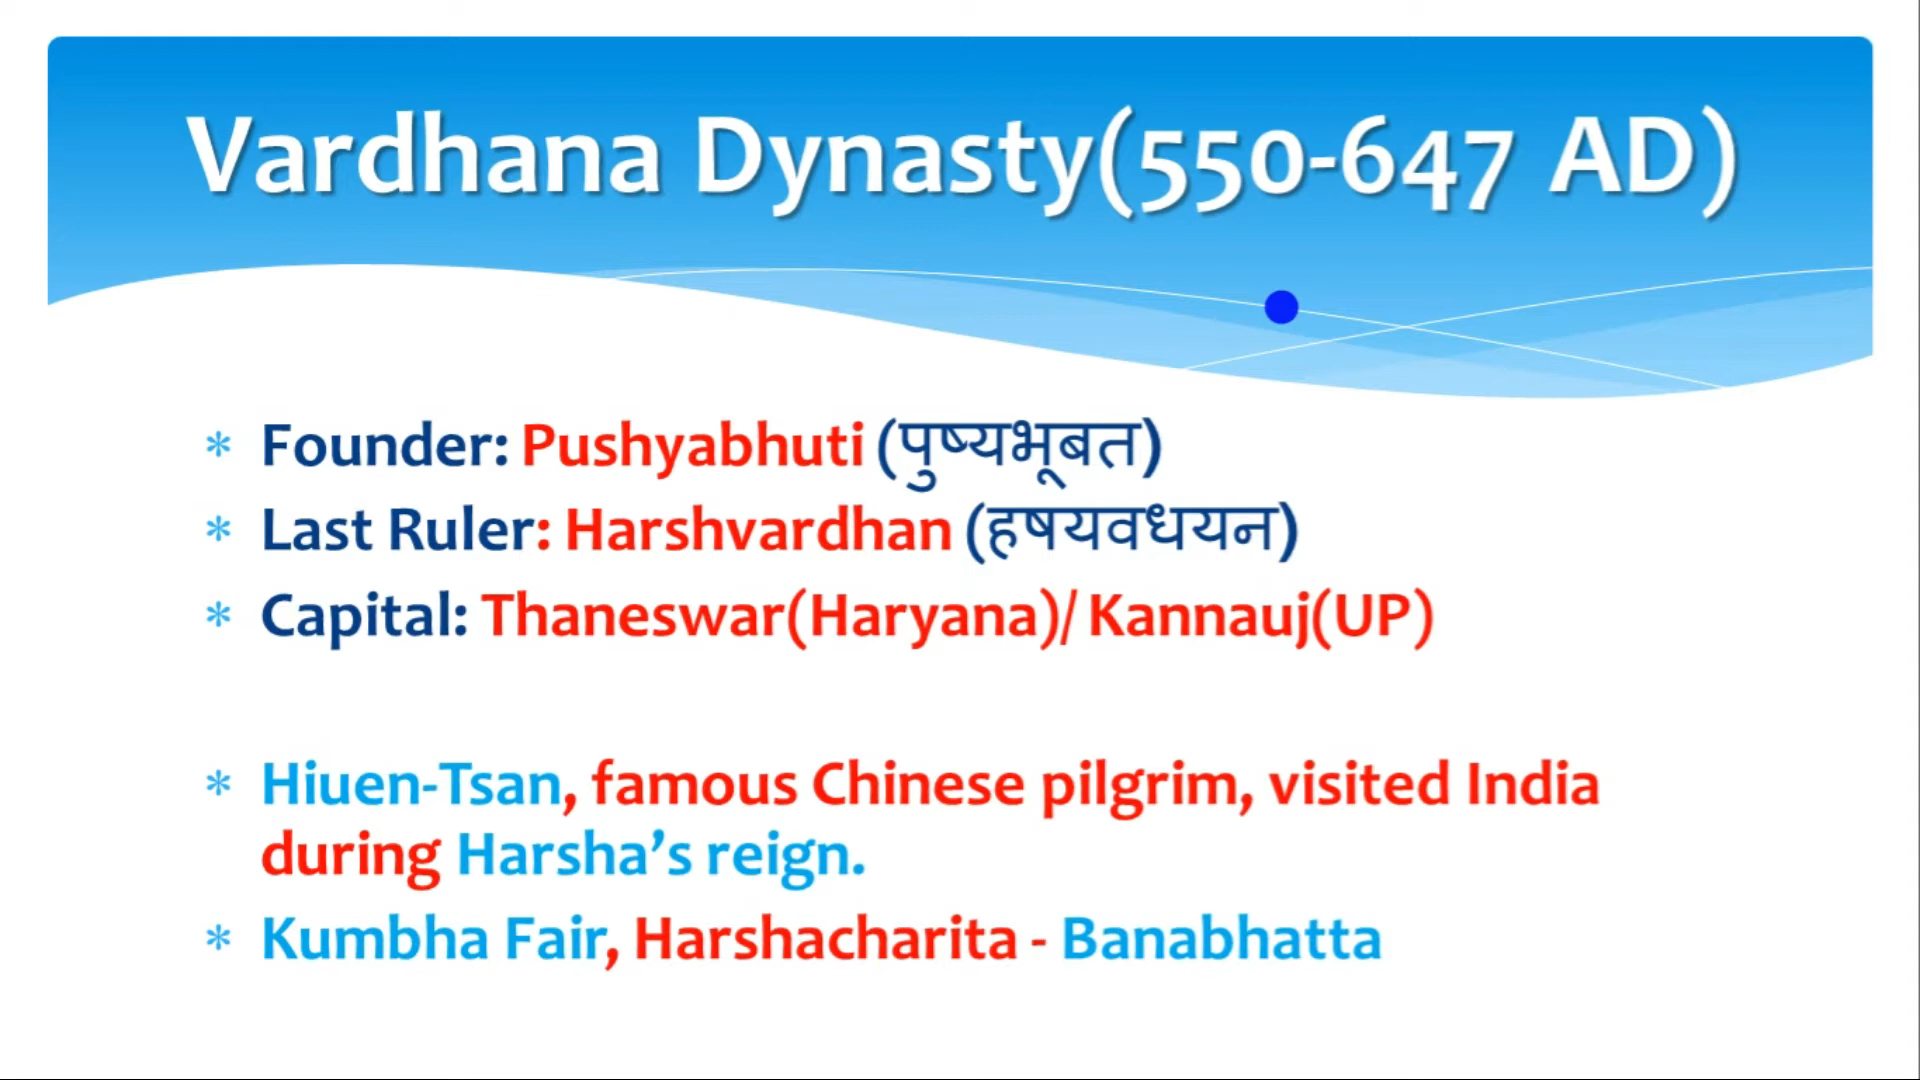 Vardhana Dynasty(550-647 AD)
* Founder: Pushyabhuti (पुष्यभूबत)
* Last Ruler: Harshvardhan (हषयवधयन)
* Capital: Thaneswar(Haryana)/ Kannauj(UP)
* Hiuen-Tsan, famous Chinese pilgrim, visited India
during Harsha’s reign.
* Kumbha Fair, Harshacharita - Banabhatta